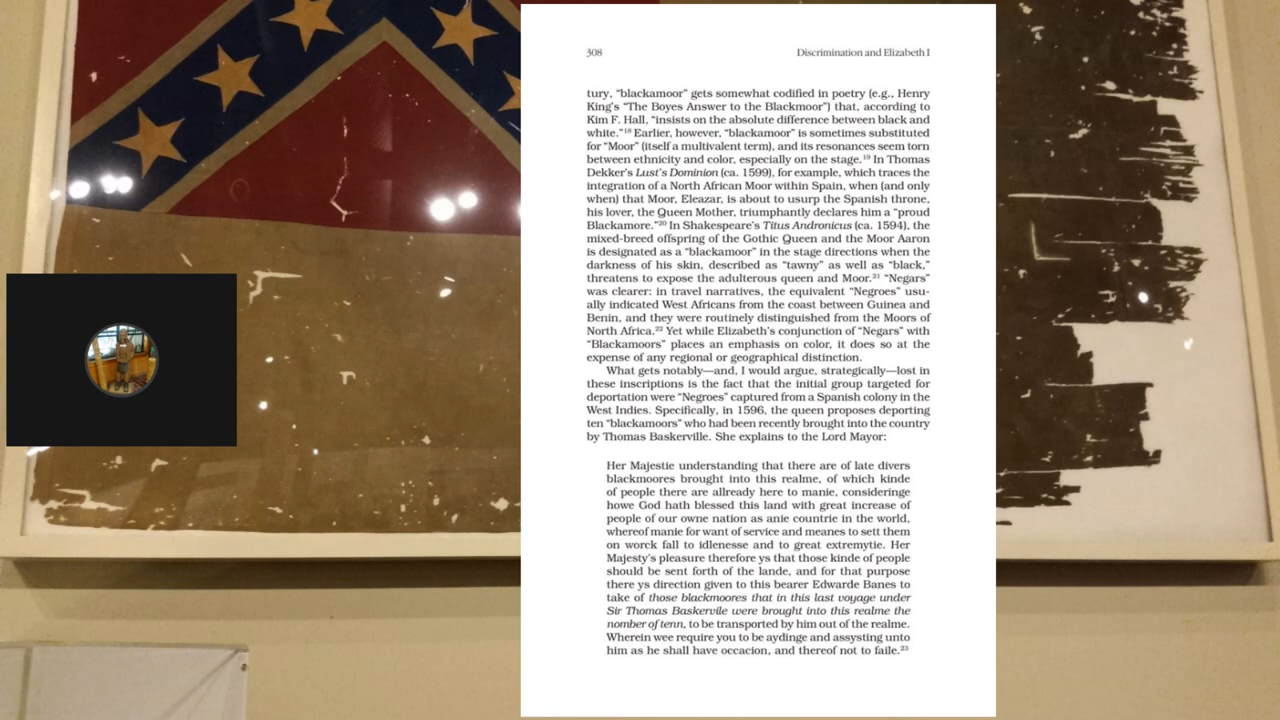 308 Discrimination and Elizabeth I
tury, “blackamoor” gets somewhat codified in poetry (e.g., Henry
King’s “The Boyes Answer to the Blackmoor”) that, according to
Kim F. Hall, “insists on the absolute difference between black and
white.”18 Earlier, however, “blackamoor” is sometimes substituted
for “Moor” (itself a multivalent term), and its resonances seem torn
between ethnicity and color, especially on the stage.19 In Thomas
Dekker’s Lust’s Dominion (ca. 1599), for example, which traces the
integration of a North African Moor within Spain, when (and only
when) that Moor, Eleazar, is about to usurp the Spanish throne,
his lover, the Queen Mother, triumphantly declares him a “proud
Blackamore.”20 In Shakespeare’s Titus Andronicus (ca. 1594), the
mixed-breed offspring of the Gothic Queen and the Moor Aaron
is designated as a “blackamoor” in the stage directions when the
darkness of his skin, described as “tawny” as well as “black,”
threatens to expose the adulterous queen and Moor.21 “Negars”
was clearer: in travel narratives, the equivalent “Negroes” usu-
ally indicated West Africans from the coast between Guinea and
Benin, and they were routinely distinguished from the Moors of
North Africa.22 Yet while Elizabeth’s conjunction of “Negars” with
“Blackamoors” places an emphasis on color, it does so at the
expense of any regional or geographical distinction.
What gets notably—and, I would argue, strategically—lost in
these inscriptions is the fact that the initial group targeted for
deportation were “Negroes” captured from a Spanish colony in the
West Indies. Specifically, in 1596, the queen proposes deporting
ten “blackamoors” who had been recently brought into the country
by Thomas Baskerville. She explains to the Lord Mayor:
Her Majestie understanding that there are of late divers
blackmoores brought into this realme, of which kinde
of people there are allready here to manie, consideringe
howe God hath blessed this land with great increase of
people of our owne nation as anie countrie in the world,
whereof manie for want of service and meanes to sett them
on worck fall to idlenesse and to great extremytie. Her
Majesty’s pleasure therefore ys that those kinde of people
should be sent forth of the lande, and for that purpose
there ys direction given to this bearer Edwarde Banes to
take of those blackmoores that in this last voyage under
Sir Thomas Baskervile were brought into this realme the
nomber of tenn, to be transported by him out of the realme.
Wherein wee require you to be aydinge and assysting unto
him as he shall have occacion, and thereof not to faile.23